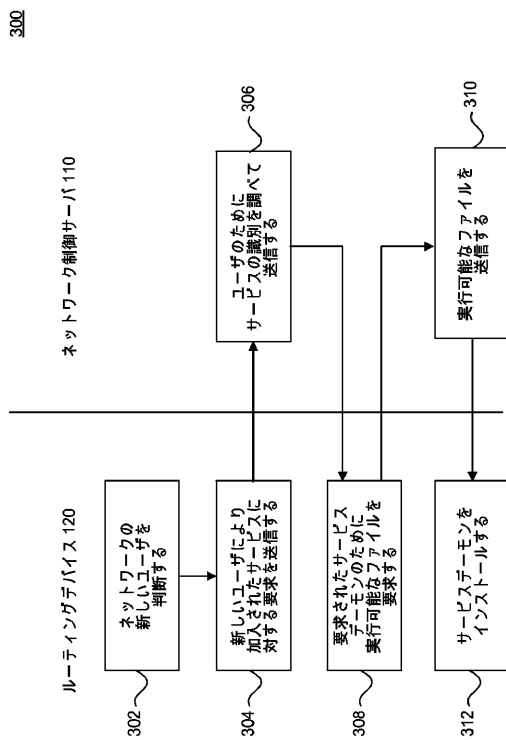 300
ルーティングデバイス120
ネットワーク制御サーバ110
ネットワークの
新しいユーザを
判断する
302
新しいユーザにより
加入されたサービスに
対する要求を送信する
304
ユーザのために
サービスの識別を調べて
送信する
306
要求されたサービス
デーモンのために
実行可能なファイルを
要求する
308
実行可能なファイルを
送信する
310
サービスデーモンを
インストールする
312